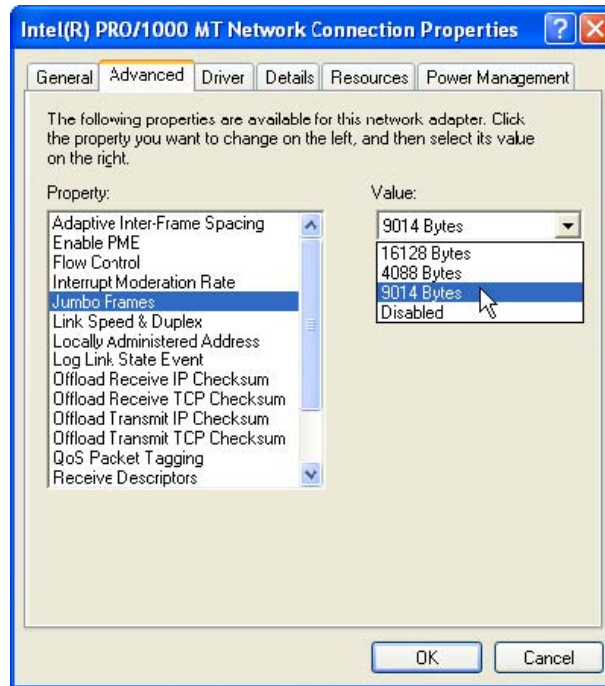 Intel(R) PRO/1000 MT Network Connection Properties
General Advanced Driver Details Resources Power Management
The following properties are available for this network adapter. Click
the property you want to change on the left, and then select its value
on the right.
Property:
Adaptive Inter-Frame Spacing
Enable PME
Flow Control
Interrupt Moderation Rate
Jumbo Frames
Link Speed & Duplex
Locally Administered Address
Log Link State Event
Offload Receive IP Checksum
Offload Receive TCP Checksum
Offload Transmit IP Checksum
Offload Transmit TCP Checksum
QoS Packet Tagging
Receive Descriptors
Value:
9014 Bytes
16128 Bytes
4088 Bytes
9014 Bytes
Disabled
OK Cancel